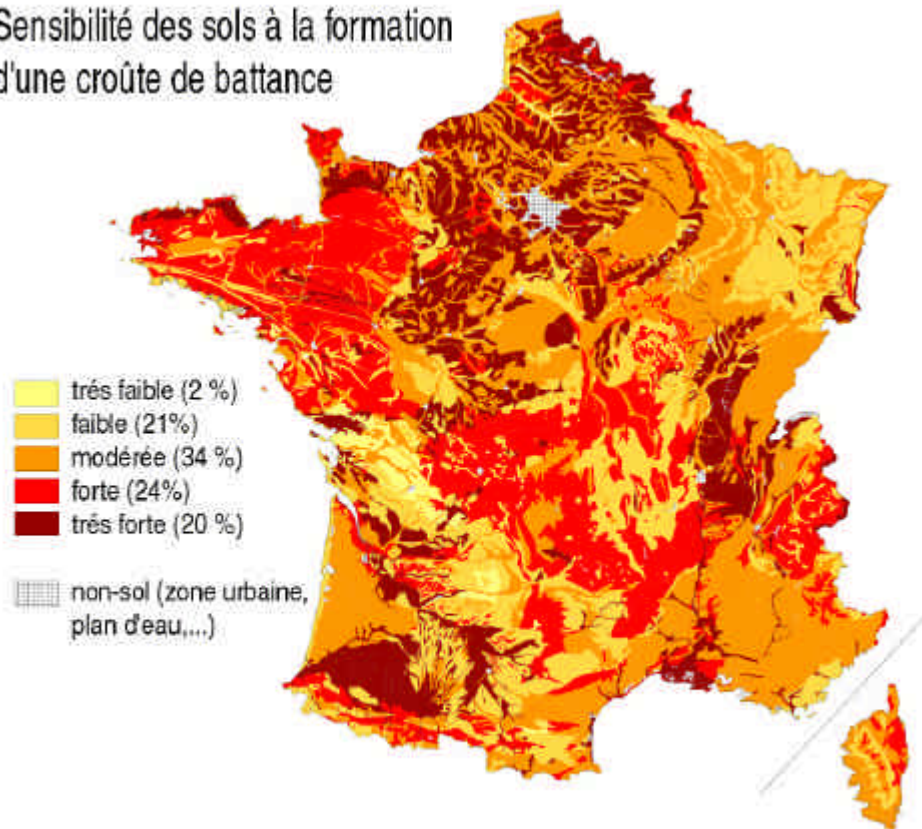 Sensibilité des sols à la formation
d'une croûte de battance
trés faible (2 %)
faible (21%)
modérée (34 %)
forte (24%)
trés forte (20 %)
non-sol (zone urbaine,
plan d'eau,...)